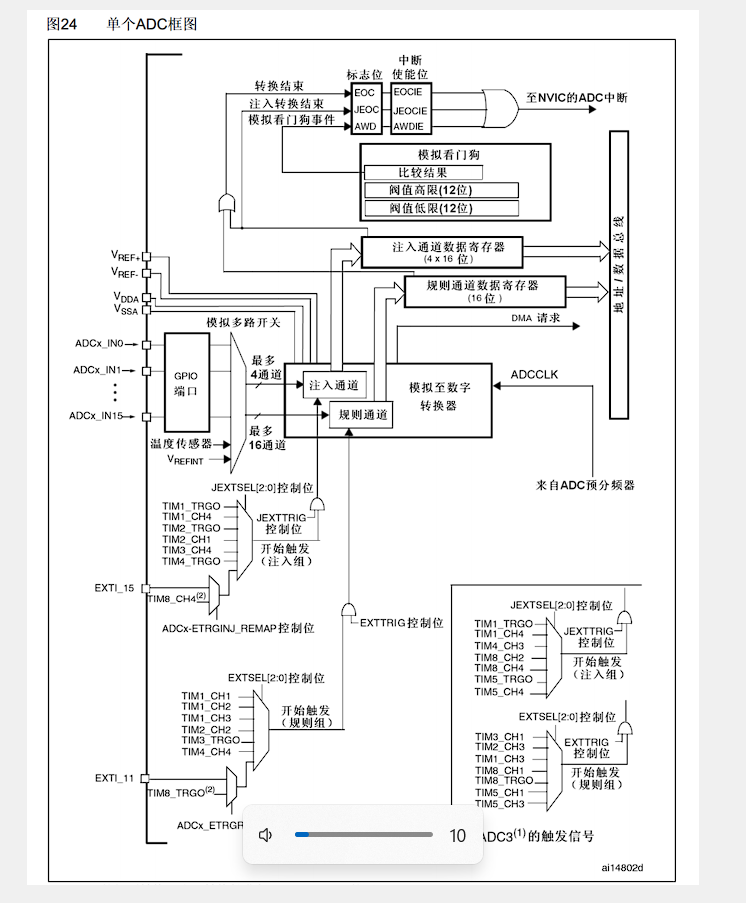 图24 单个ADC框图
中断
标志位 使能位
转换结束
EOC EOCIE
注入转换结束
JEOC JEOCIE
模拟看门狗事件
AWD AWDIE
至NVIC的ADC中断
模拟看门狗
比较结果
阀值高限(12位)
阀值低限(12位)
地址/数据总线
注入通道数据寄存器
(4 x 16 位)
规则通道数据寄存器
(16 位)
VREF+
VREF-
VDDA
VSSA
DMA 请求
模拟多路开关
ADCx_IN0
ADCx_IN1
ADCx_IN15
GPIO
端口
最多
4通道
注入通道
规则通道
模拟至数字
转换器
ADCCLK
最多
16通道
温度传感器
VREFINT
来自ADC预分频器
JEXTSEL[2:0]控制位
TIM1_TRGO
TIM1_CH4
TIM2_TRGO
TIM2_CH1
TIM3_CH4
TIM4_TRGO
JEXTTRIG
控制位
开始触发
(注入组)
EXTI_15
TIM8_CH4(2)
ADCx-ETRGINJ_REMAP控制位
EXTTRIG控制位
EXTSEL[2:0]控制位
TIM1_CH1
TIM1_CH2
TIM1_CH3
TIM2_CH2
TIM3_TRGO
TIM4_CH4
开始触发
(规则组)
EXTI_11
TIM8_TRGO(2)
JEXTSEL[2:0]控制位
TIM1_TRGO
TIM1_CH4
TIM4_CH3
TIM8_CH2
TIM8_CH4
TIM5_TRGO
TIM5_CH4
JEXTTRIG
控制位
开始触发
(注入组)
EXTSEL[2:0]控制位
TIM3_CH1
TIM2_CH3
TIM1_CH3
TIM8_CH1
TIM8_TRGO
TIM5_CH1
TIM5_CH3
EXTTRIG
控制位
开始触发
(规则组)
10
ADC3(1)的触发信号
ai14802d